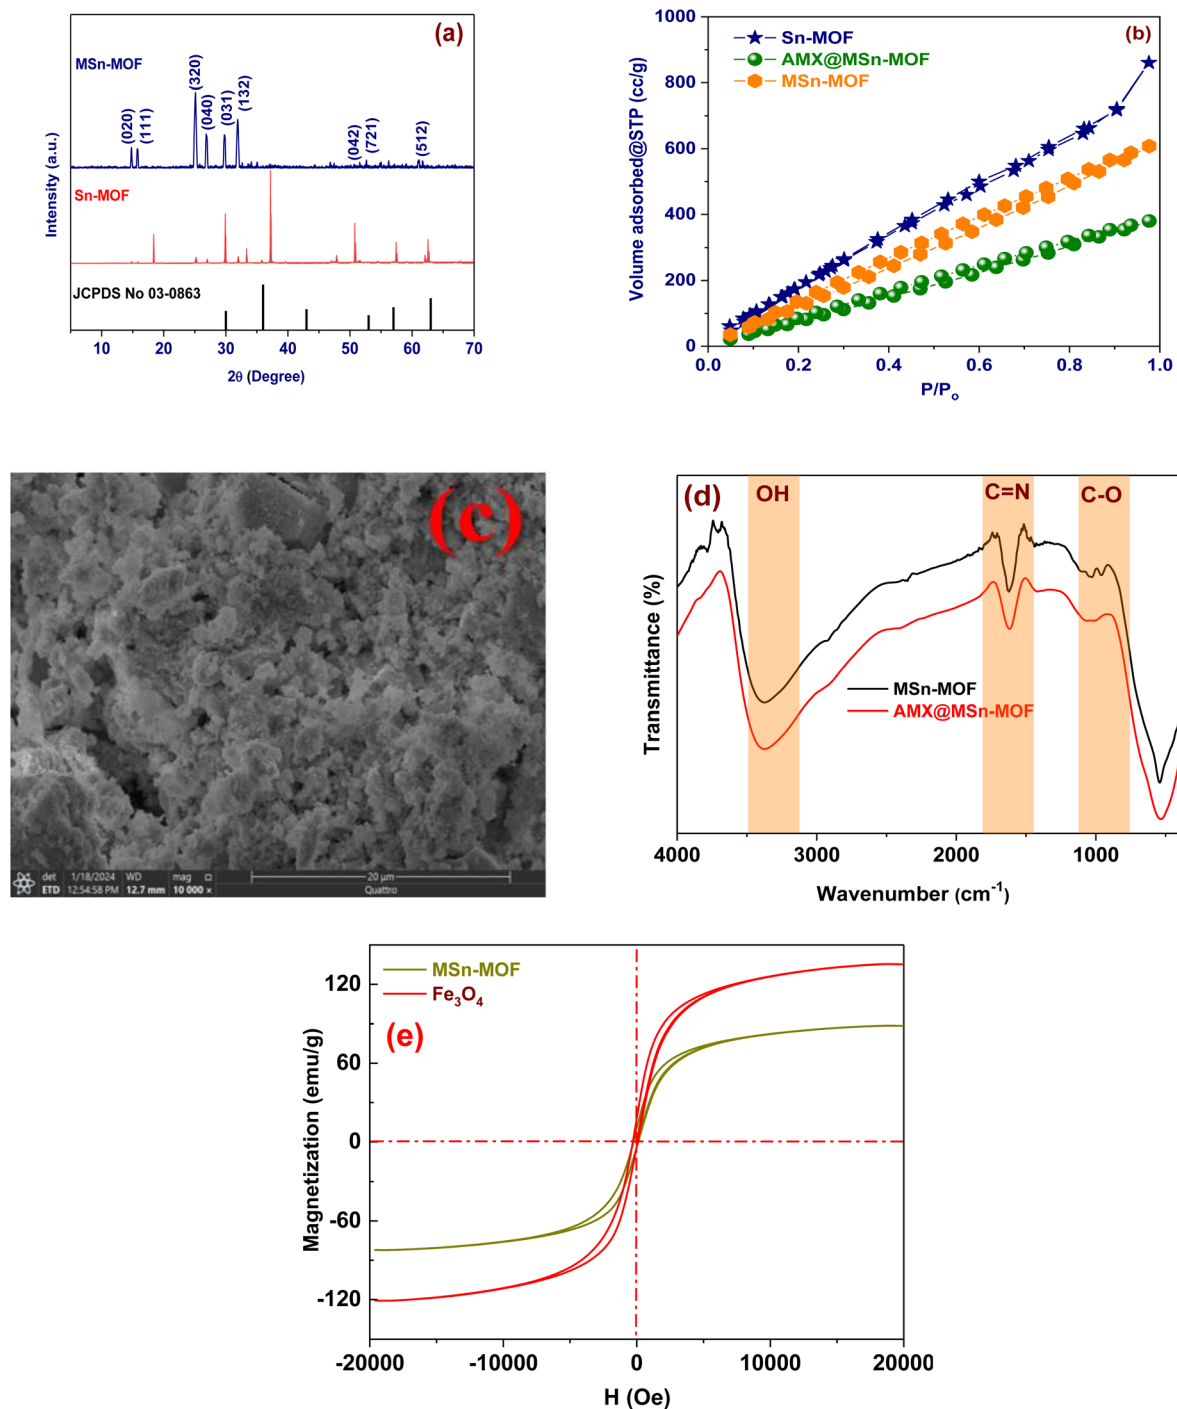 (a)
MSn-MOF
(020)
(111)
(320)
(040)
(031)
(132)
(042)
(721)
(512)
Sn-MOF
JCPDS No 03-0863
Intensity (a.u.)
10 20 30 40 50 60 70
2θ (Degree)
(b)
Sn-MOF
AMX@MSn-MOF
MSn-MOF
Volume adsorbed@STP (cc/g)
1000
800
600
400
200
0
0.0 0.2 0.4 0.6 0.8 1.0
P/Pₒ
(c)
det 1/18/2024 WD mag
ETD 12:54:58 PM 12.7 mm 10 000 ×
20 µm
Quattro
(d)
OH
C=N
C-O
MSn-MOF
AMX@MSn-MOF
Transmittance (%)
4000 3000 2000 1000
Wavenumber (cm⁻¹)
(e)
MSn-MOF
Fe₃O₄
Magnetization (emu/g)
120
60
0
-60
-120
-20000 -10000 0 10000 20000
H (Oe)